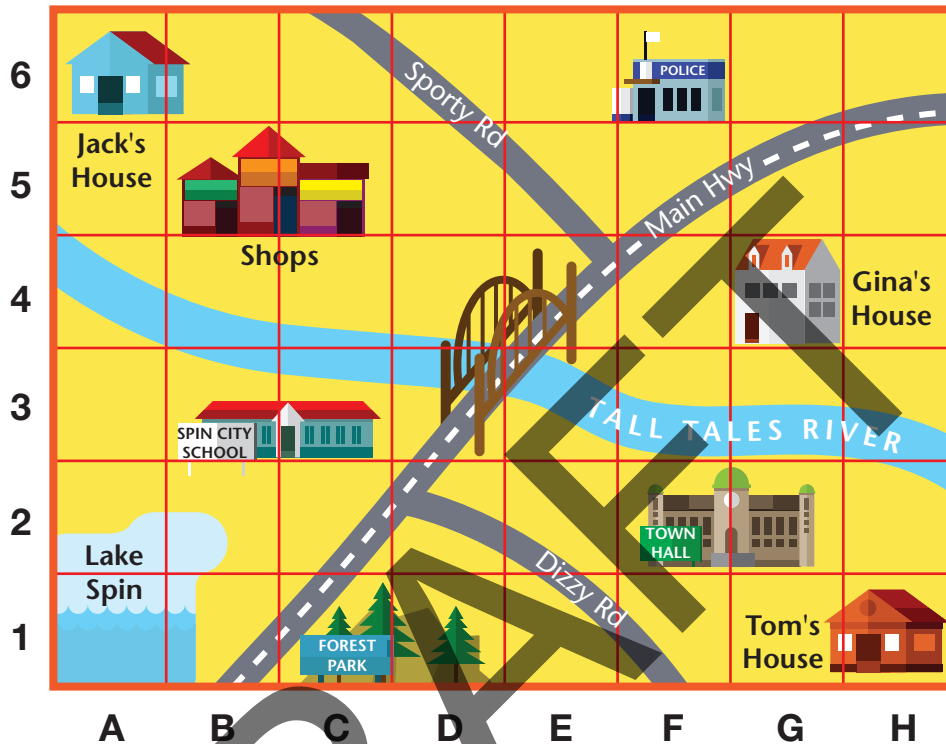 6
POLICE
Sporty Rd
Jack's
House
5
Main Hwy
Shops
4
Gina's
House
3
SPIN CITY
SCHOOL
TALL TALES RIVER
2
TOWN
HALL
Lake
Spin
Dizzy Rd
1
FOREST
PARK
Tom's
House
A B C D E F G H